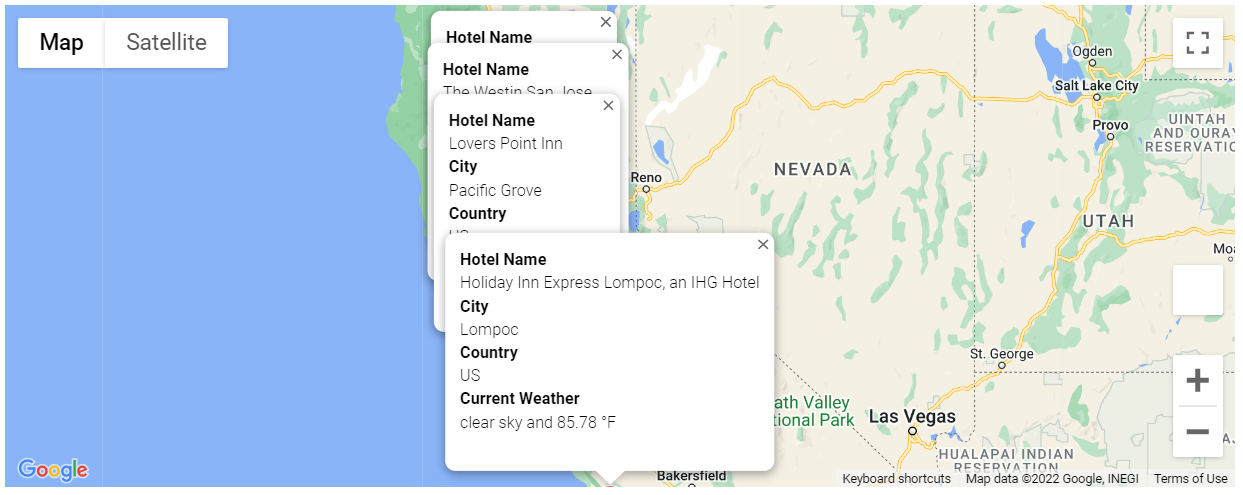 Map
Satellite
Hotel Name
Hotel Name
The Westin San Jose
Hotel Name
Lovers Point Inn
City
Pacific Grove
Country
US
Hotel Name
Holiday Inn Express Lompoc, an IHG Hotel
City
Lompoc
Country
US
Current Weather
clear sky and 85.78 °F
Ogden
Salt Lake City
Provo
UINTAH
AND OURAY
RESERVATIO
Reno
NEVADA
UTAH
Moa
St. George
ath Valley
tional Park
Las Vegas
HUALAPAI INDIAN
RESERVATION
Bakersfield
Google
Keyboard shortcuts
Map data ©2022 Google, INEGI
Terms of Use